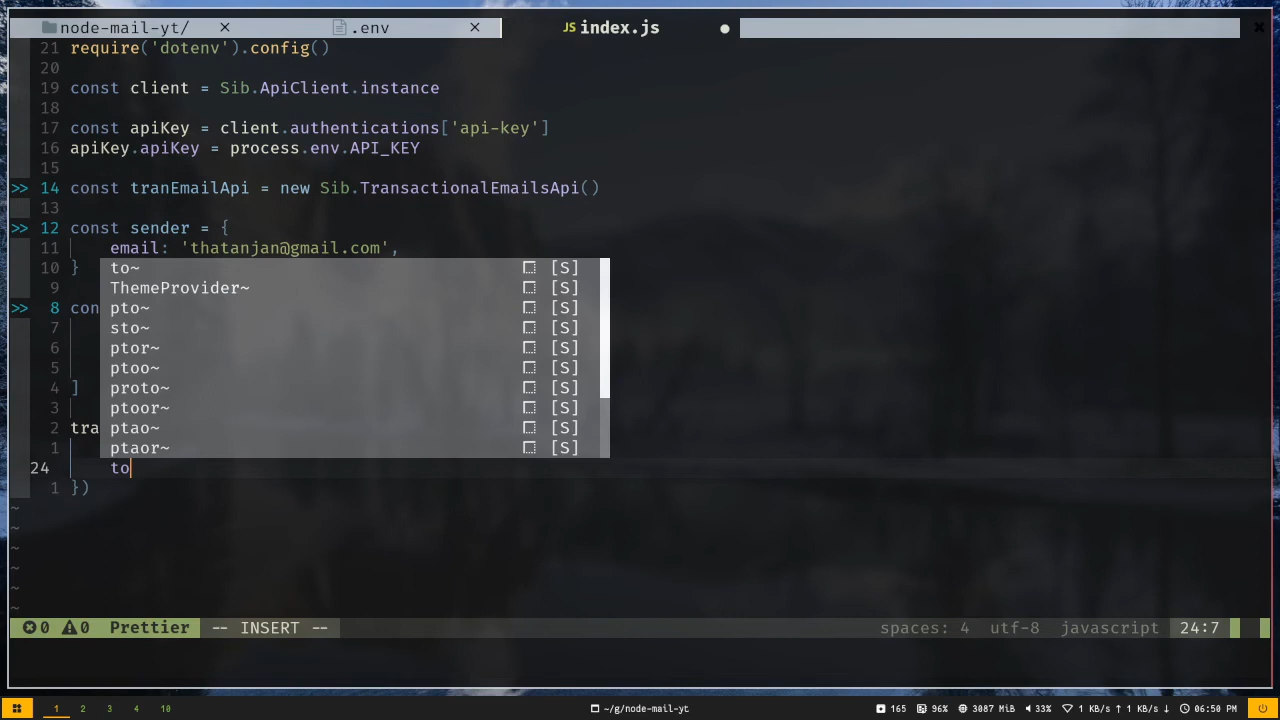 node-mail-yt/ × .env × JS index.js ● ×
21 require('dotenv').config()
20
19 const client = Sib.ApiClient.instance
18
17 const apiKey = client.authentications['api-key']
16 apiKey.apiKey = process.env.API_KEY
15
>> 14 const tranEmailApi = new Sib.TransactionalEmailsApi()
13
>> 12 const sender = {
11 email: 'thatanjan@gmail.com',
10 } to~ [S]
9 ThemeProvider~ [S]
>> 8 con pto~ [S]
7 sto~ [S]
6 ptor~ [S]
5 ptoo~ [S]
4 ] proto~ [S]
3 ptoor~ [S]
2 tra ptao~ [S]
1 ptaor~ [S]
24 to
1 })
~
~
~
~
~
~
0 0 Prettier -- INSERT -- spaces: 4 utf-8 javascript 24:7
1 2 3 4 10 ~/g/node-mail-yt 165 96% 3087 MiB 33% 1 KB/s ↑ 1 KB/s ↓ 06:50 PM